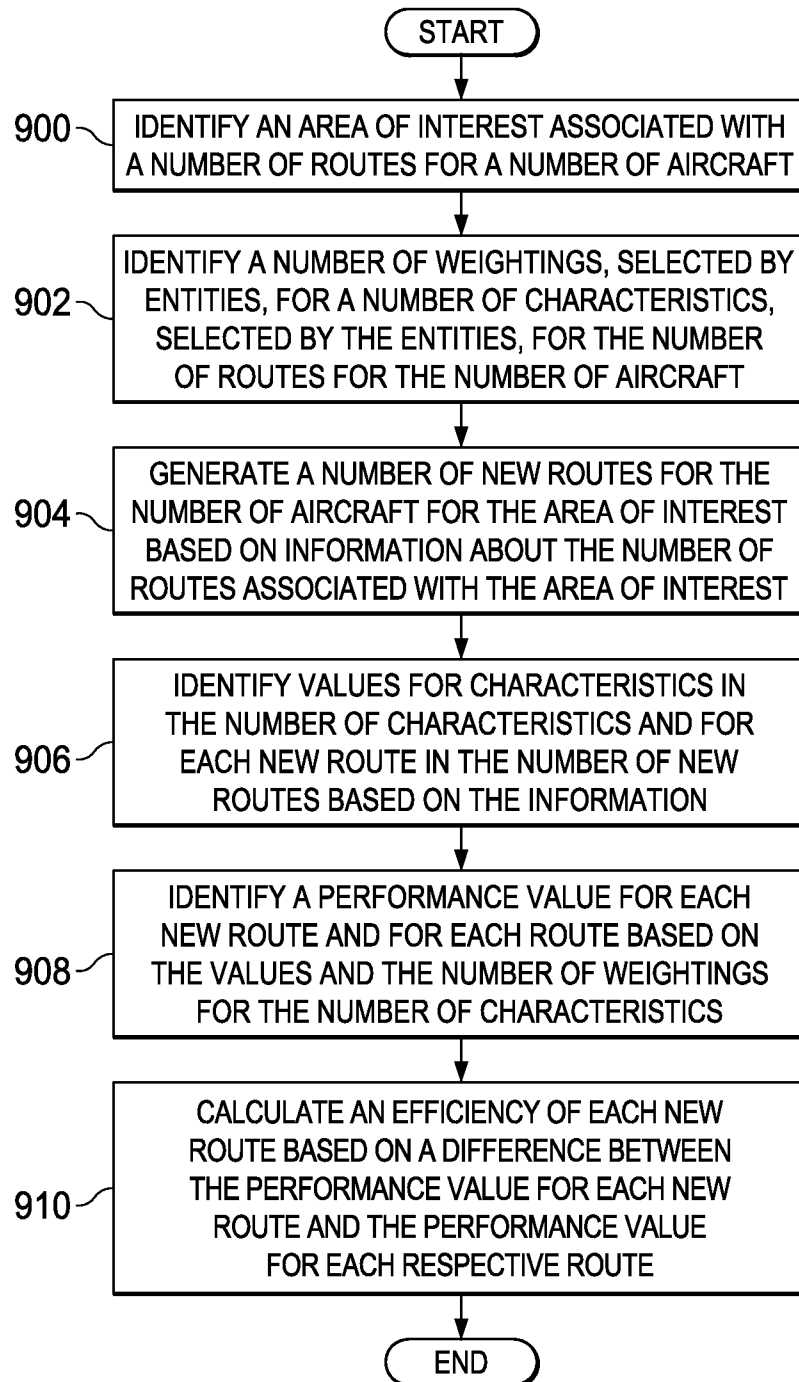 START
900
IDENTIFY AN AREA OF INTEREST ASSOCIATED WITH
A NUMBER OF ROUTES FOR A NUMBER OF AIRCRAFT
902
IDENTIFY A NUMBER OF WEIGHTINGS, SELECTED BY
ENTITIES, FOR A NUMBER OF CHARACTERISTICS,
SELECTED BY THE ENTITIES, FOR THE NUMBER
OF ROUTES FOR THE NUMBER OF AIRCRAFT
904
GENERATE A NUMBER OF NEW ROUTES FOR THE
NUMBER OF AIRCRAFT FOR THE AREA OF INTEREST
BASED ON INFORMATION ABOUT THE NUMBER OF
ROUTES ASSOCIATED WITH THE AREA OF INTEREST
906
IDENTIFY VALUES FOR CHARACTERISTICS IN
THE NUMBER OF CHARACTERISTICS AND FOR
EACH NEW ROUTE IN THE NUMBER OF NEW
ROUTES BASED ON THE INFORMATION
908
IDENTIFY A PERFORMANCE VALUE FOR EACH
NEW ROUTE AND FOR EACH ROUTE BASED ON
THE VALUES AND THE NUMBER OF WEIGHTINGS
FOR THE NUMBER OF CHARACTERISTICS
910
CALCULATE AN EFFICIENCY OF EACH NEW
ROUTE BASED ON A DIFFERENCE BETWEEN
THE PERFORMANCE VALUE FOR EACH NEW
ROUTE AND THE PERFORMANCE VALUE
FOR EACH RESPECTIVE ROUTE
END